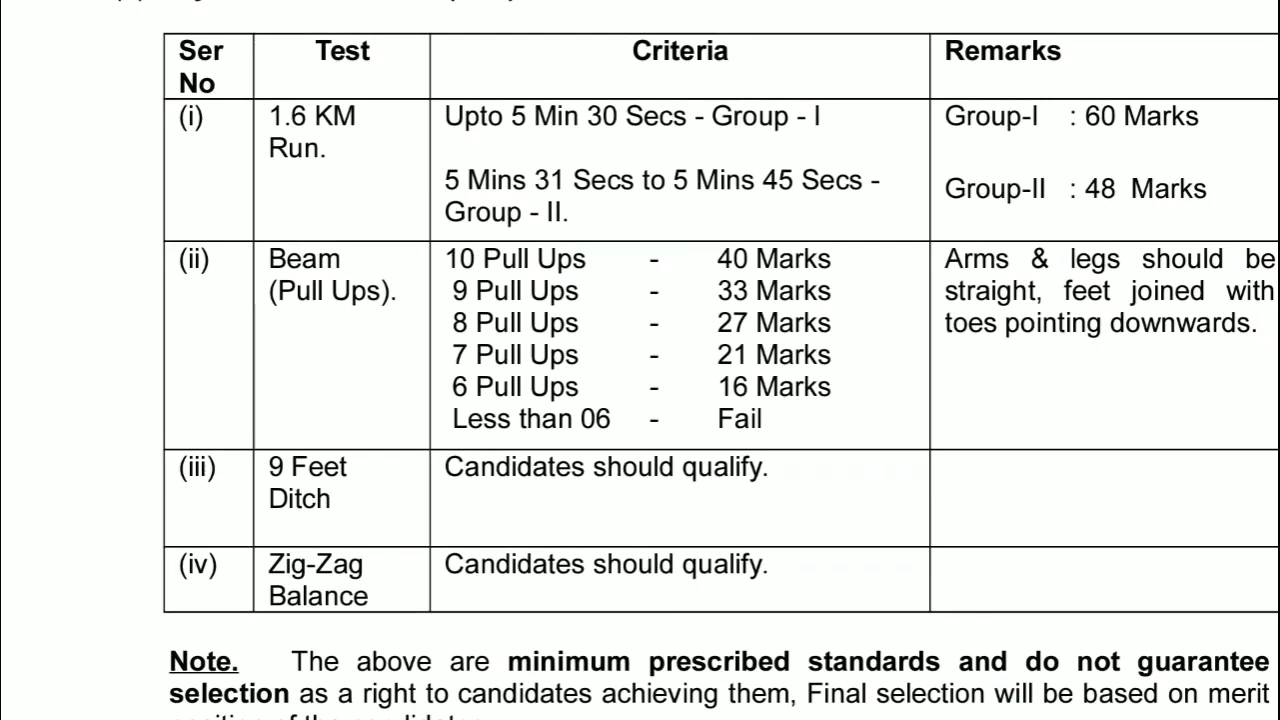 Ser No Test Criteria Remarks
(i) 1.6 KM Run. Upto 5 Min 30 Secs - Group - I Group-I : 60 Marks
5 Mins 31 Secs to 5 Mins 45 Secs - Group - II. Group-II : 48 Marks
(ii) Beam (Pull Ups). 10 Pull Ups - 40 Marks Arms & legs should be
9 Pull Ups - 33 Marks straight, feet joined with
8 Pull Ups - 27 Marks toes pointing downwards.
7 Pull Ups - 21 Marks
6 Pull Ups - 16 Marks
Less than 06 - Fail
(iii) 9 Feet Ditch Candidates should qualify.
(iv) Zig-Zag Balance Candidates should qualify.
Note. The above are minimum prescribed standards and do not guarantee
selection as a right to candidates achieving them, Final selection will be based on merit